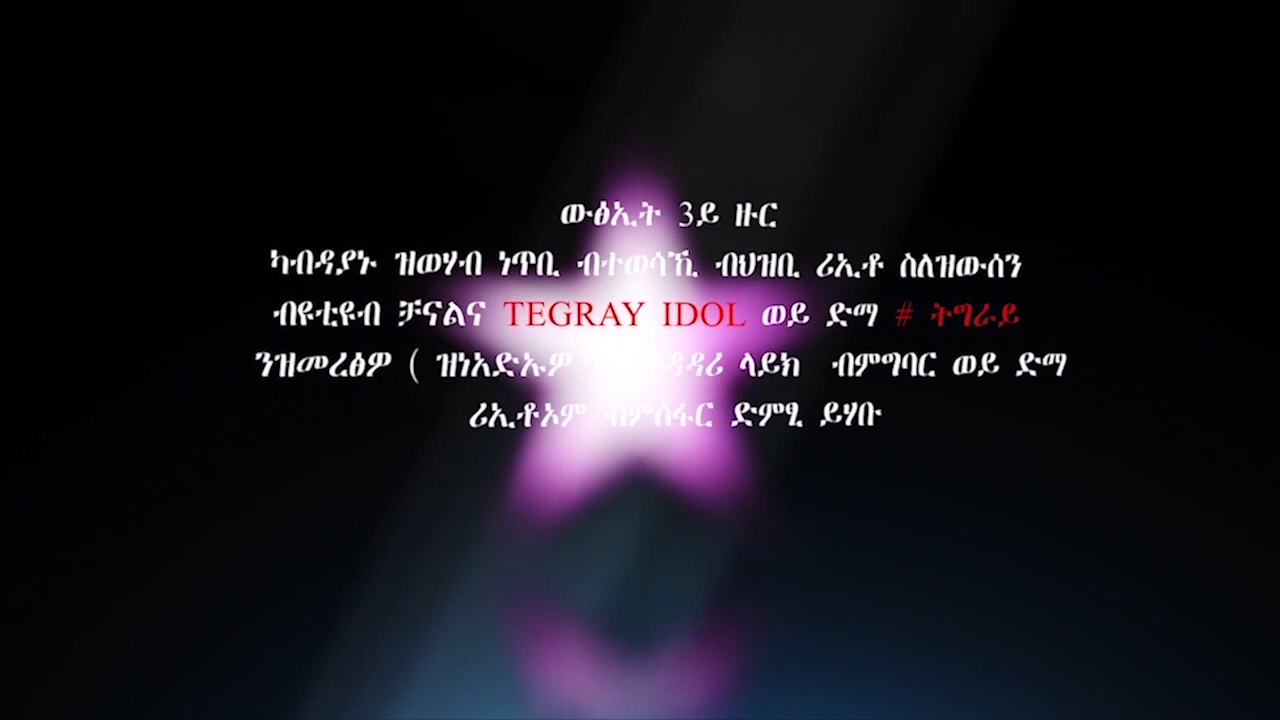 ውፅኢት 3ይ ዙር
ካብዳያኑ ዝወሃብ ነጥቢ ብተወሳኺ ብህዝቢ ሪኢቶ ስለዝውሰን
ብዩቲዩብ ቻናልና TEGRAY IDOL ወይ ድማ # ትግራይ
ንዝመረፅዎ ( ዝነአድኡዎ ላይክ ብምግባር ወይ ድማ
ሪኢቶኦም ብምስፋር ድምፂ ይሃቡ